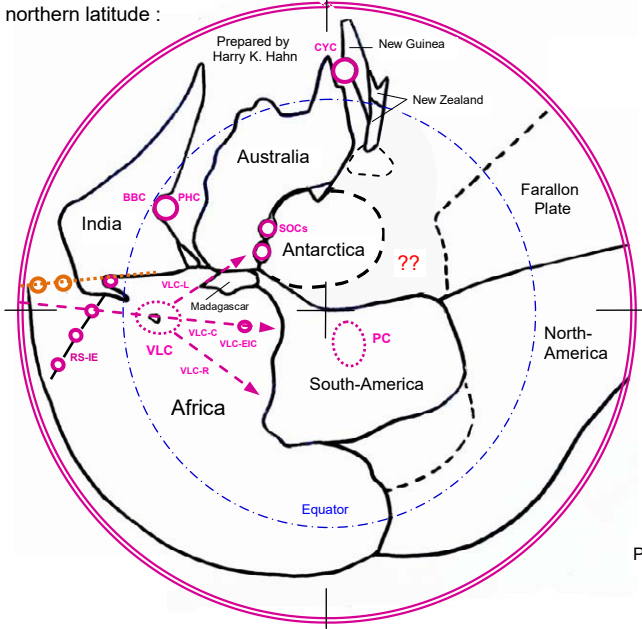 northern latitude :
Prepared by
Harry K. Hahn
CYC
New Guinea
New Zealand
Australia
Farallon
Plate
BBC
PHC
India
SOCs
Antarctica
??
VLC-L
Madagascar
VLC
VLC-C
VLC-EIC
RS-IE
VLC-R
PC
North-
America
South-America
Africa
Equator
P